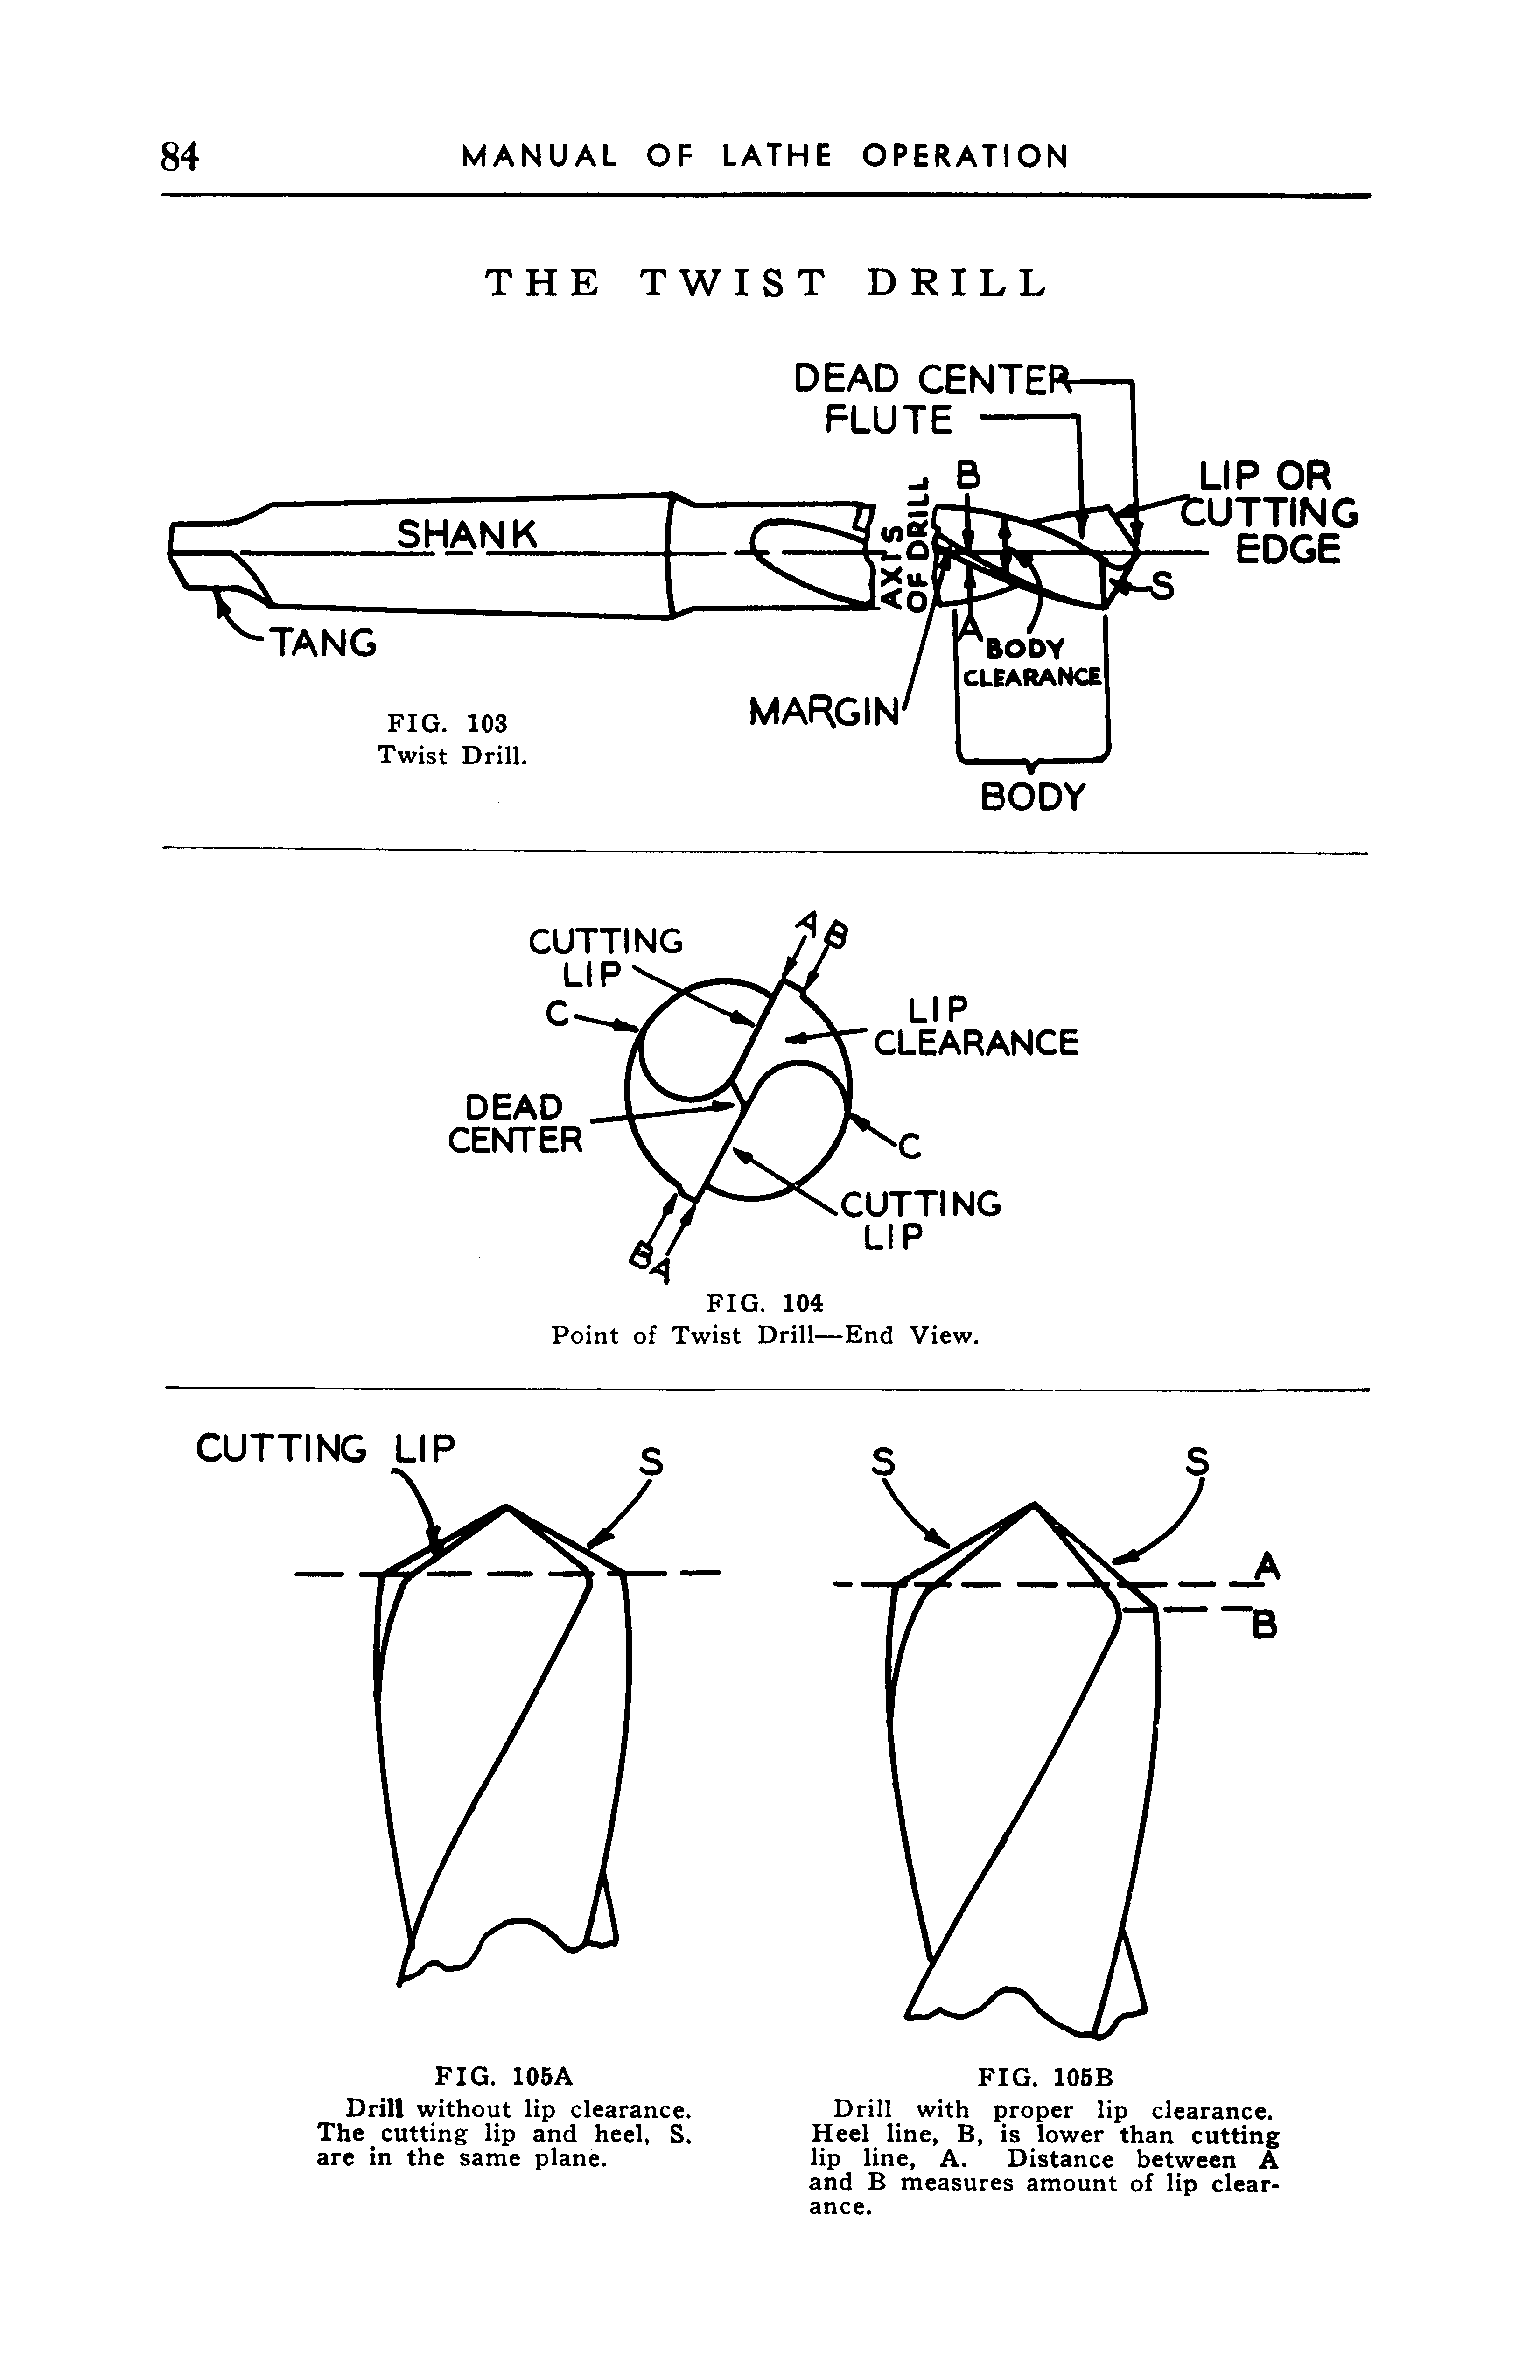 84 MANUAL OF LATHE OPERATION
THE TWIST DRILL
DEAD CENTER
FLUTE
B
LIP OR
CUTTING
EDGE
SHANK
AXIS
OF DRILL
S
TANG
A
BODY
CLEARANCE
MARGIN
BODY
FIG. 103
Twist Drill.
A
B
CUTTING
LIP
C
LIP
CLEARANCE
DEAD
CENTER
C
CUTTING
LIP
B
A
FIG. 104
Point of Twist Drill—End View.
CUTTING LIP
S
S
S
A
B
FIG. 105A
Drill without lip clearance.
The cutting lip and heel, S.
are in the same plane.
FIG. 105B
Drill with proper lip clearance.
Heel line, B, is lower than cutting
lip line, A. Distance between A
and B measures amount of lip clear-
ance.